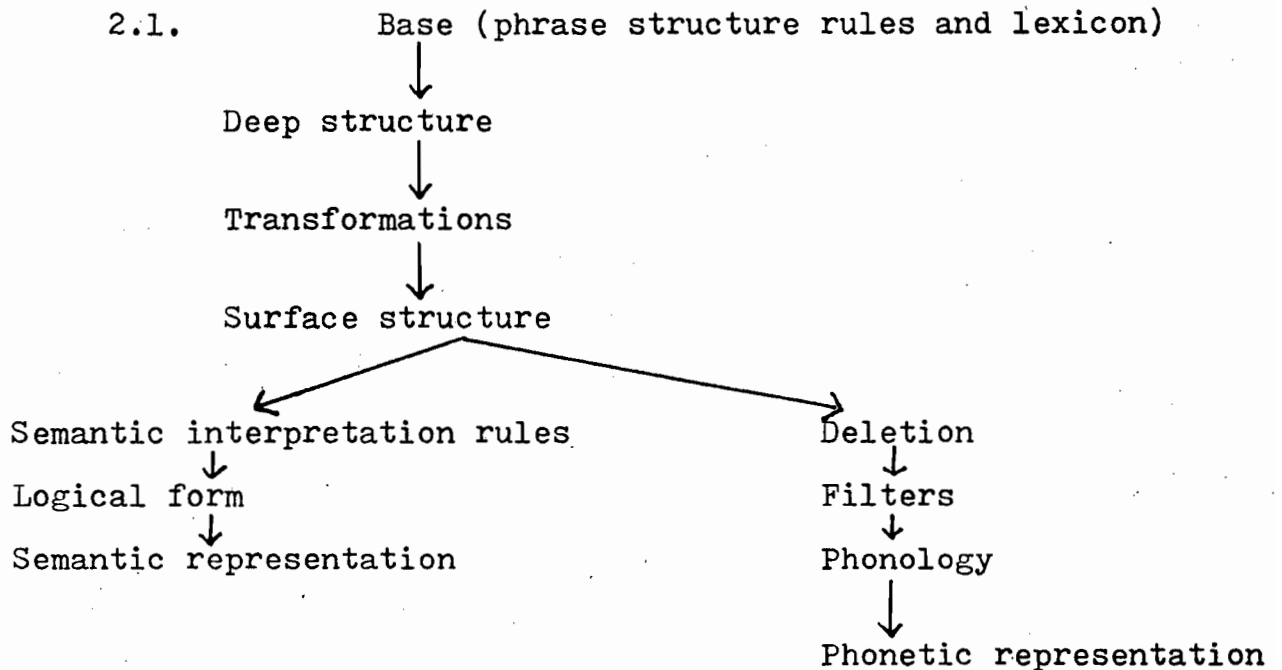 2.1. Base (phrase structure rules and lexicon)
Deep structure
Transformations
Surface structure
Semantic interpretation rules Deletion
Logical form Filters
Semantic representation Phonology
Phonetic representation